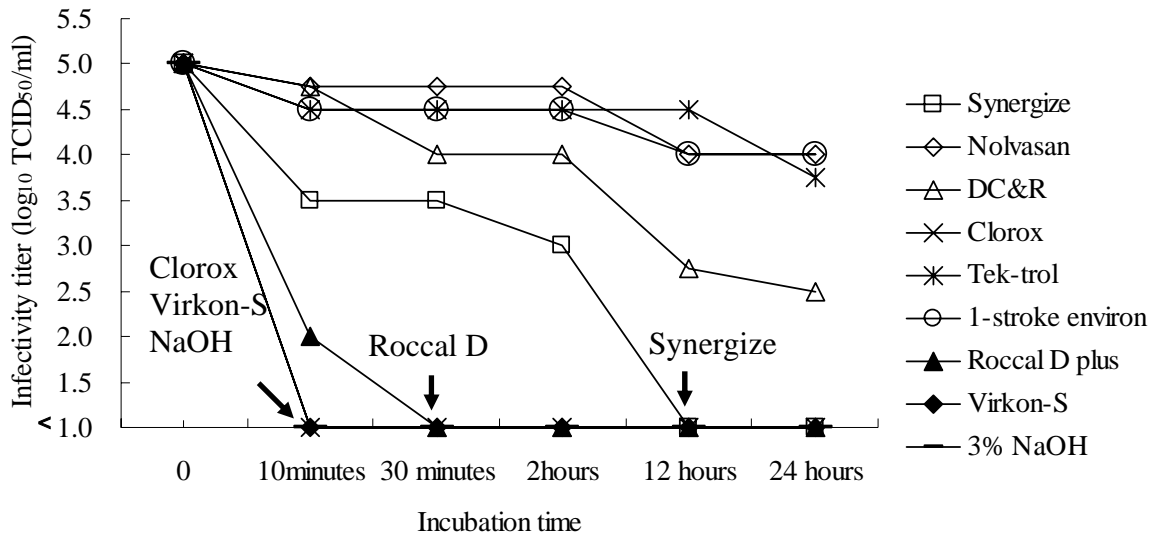 Infectivity titer (log10 TCID50/ml)
5.5
5.0
4.5
4.0
3.5
3.0
2.5
2.0
1.5
< 1.0
Clorox
Virkon-S
NaOH
Roccal D
Synergize
0
10minutes
30 minutes
2hours
12 hours
24 hours
Incubation time
Synergize
Nolvasan
DC&R
Clorox
Tek-trol
1-stroke environ
Roccal D plus
Virkon-S
3% NaOH